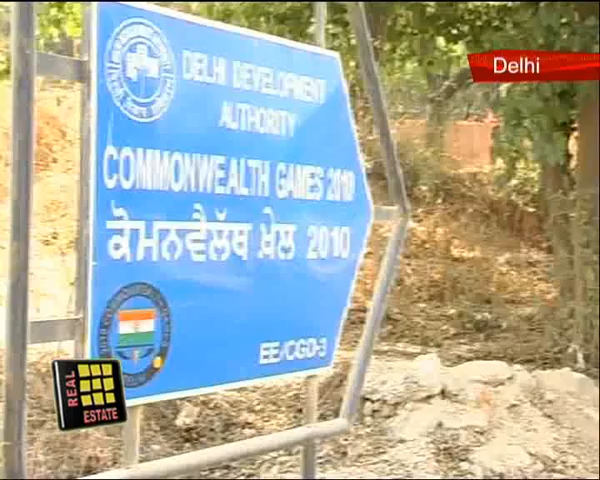 DELHI DEVELOPMENT
AUTHORITY
COMMONWEALTH GAMES 2010
ਕੋਮਨਵੈਲੱਥ ਖ਼ੇਲ 2010
EE/CGD-3
Delhi
REAL
ESTATE